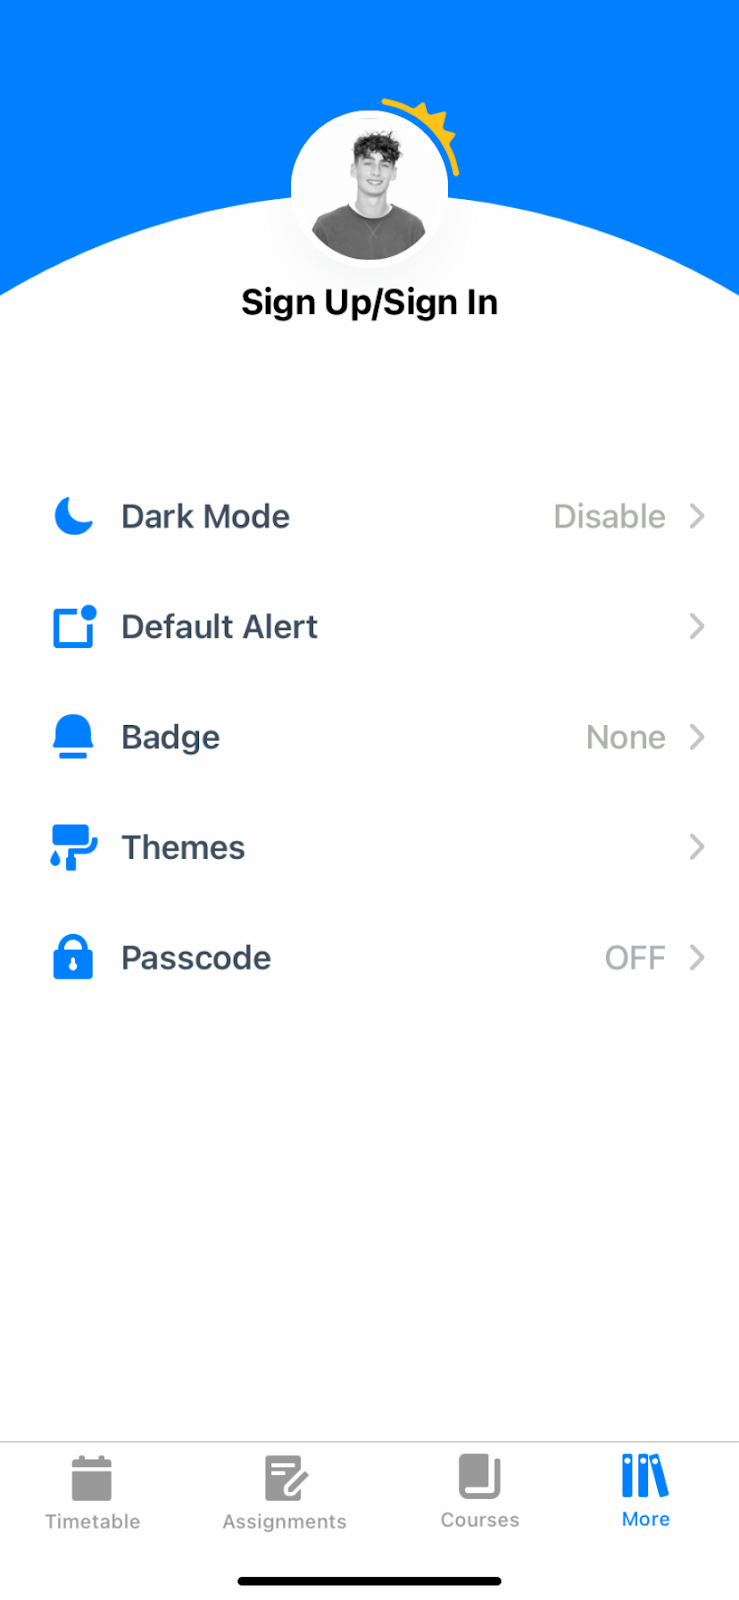 Sign Up/Sign In
Dark Mode Disable
Default Alert
Badge None
Themes
Passcode OFF
Timetable Assignments Courses More